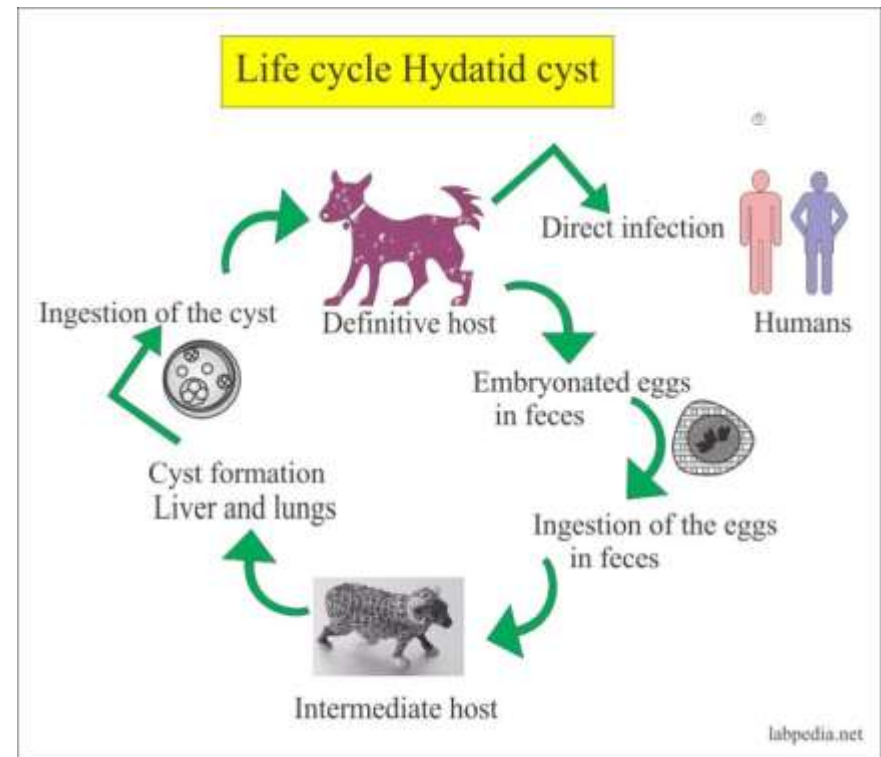 Life cycle Hydatid cyst
Direct infection
Ingestion of the cyst
Definitive host
Humans
Embryonated eggs
in feces
Cyst formation
Liver and lungs
Ingestion of the eggs
in feces
Intermediate host
labpedia.net